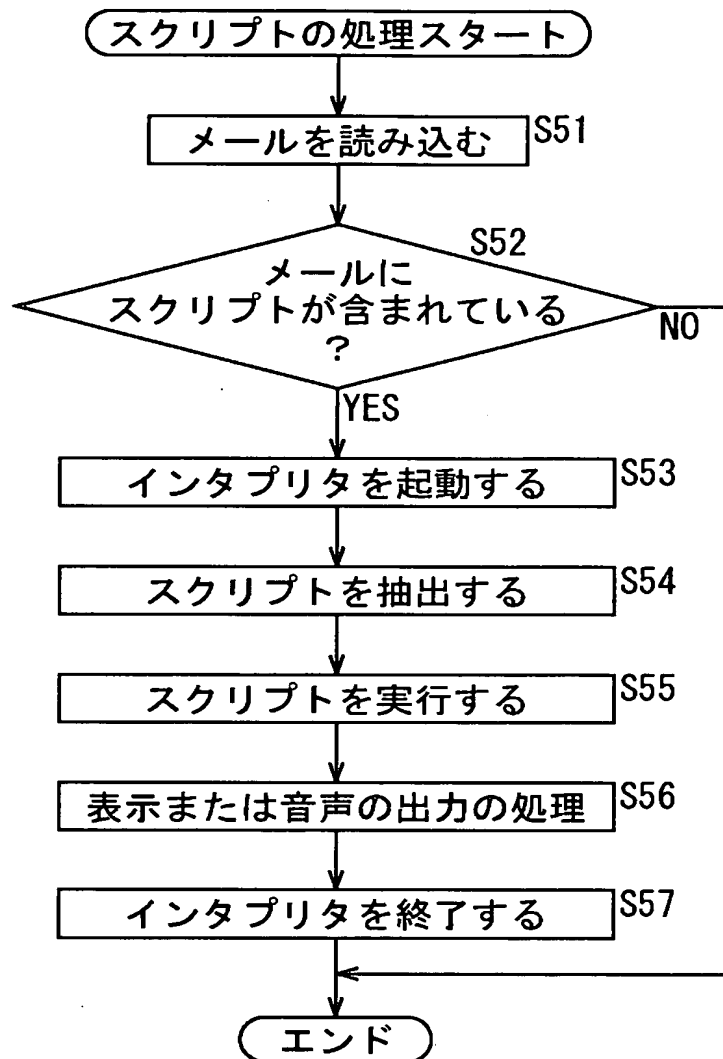 スクリプトの処理スタート
メールを読み込む
S51
S52
メールに
スクリプトが含まれている
?
NO
YES
インタプリタを起動する
S53
スクリプトを抽出する
S54
スクリプトを実行する
S55
表示または音声の出力の処理
S56
インタプリタを終了する
S57
エンド